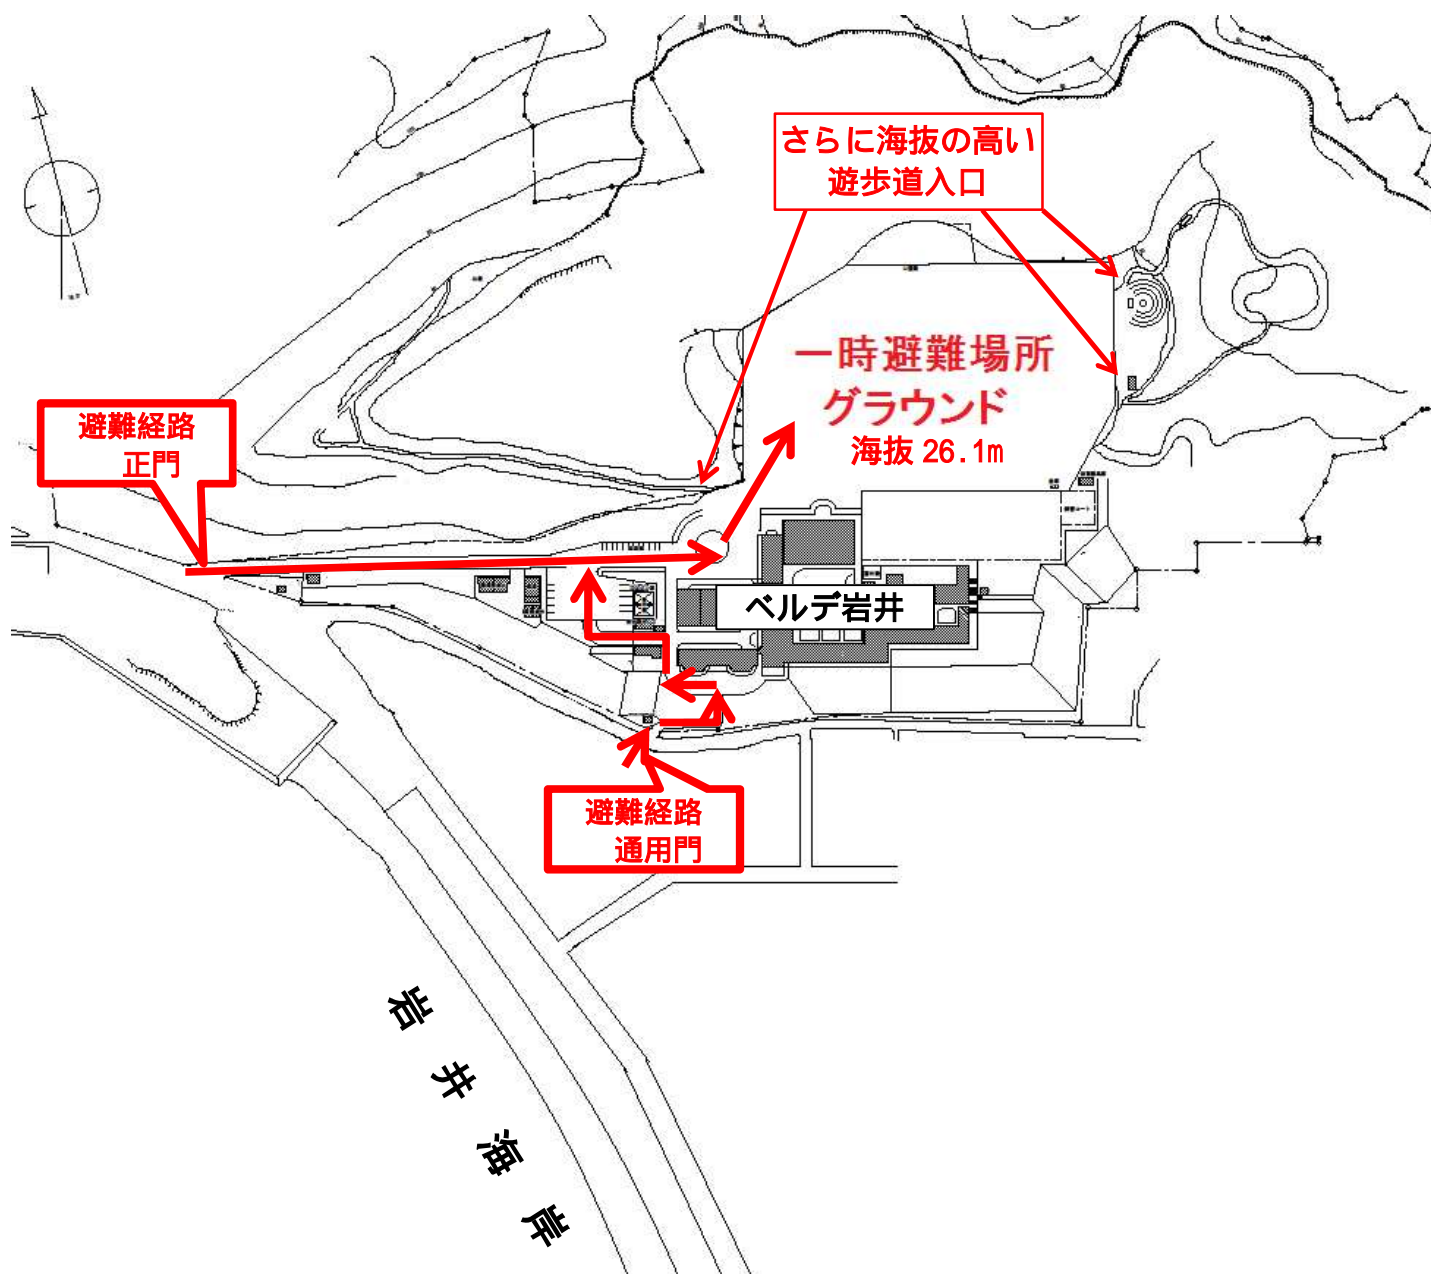 さらに海抜の高い
遊歩道入口
一時避難場所
グラウンド
海抜 26.1m
避難経路
正門
ベルデ岩井
避難経路
通用門
岩井海岸